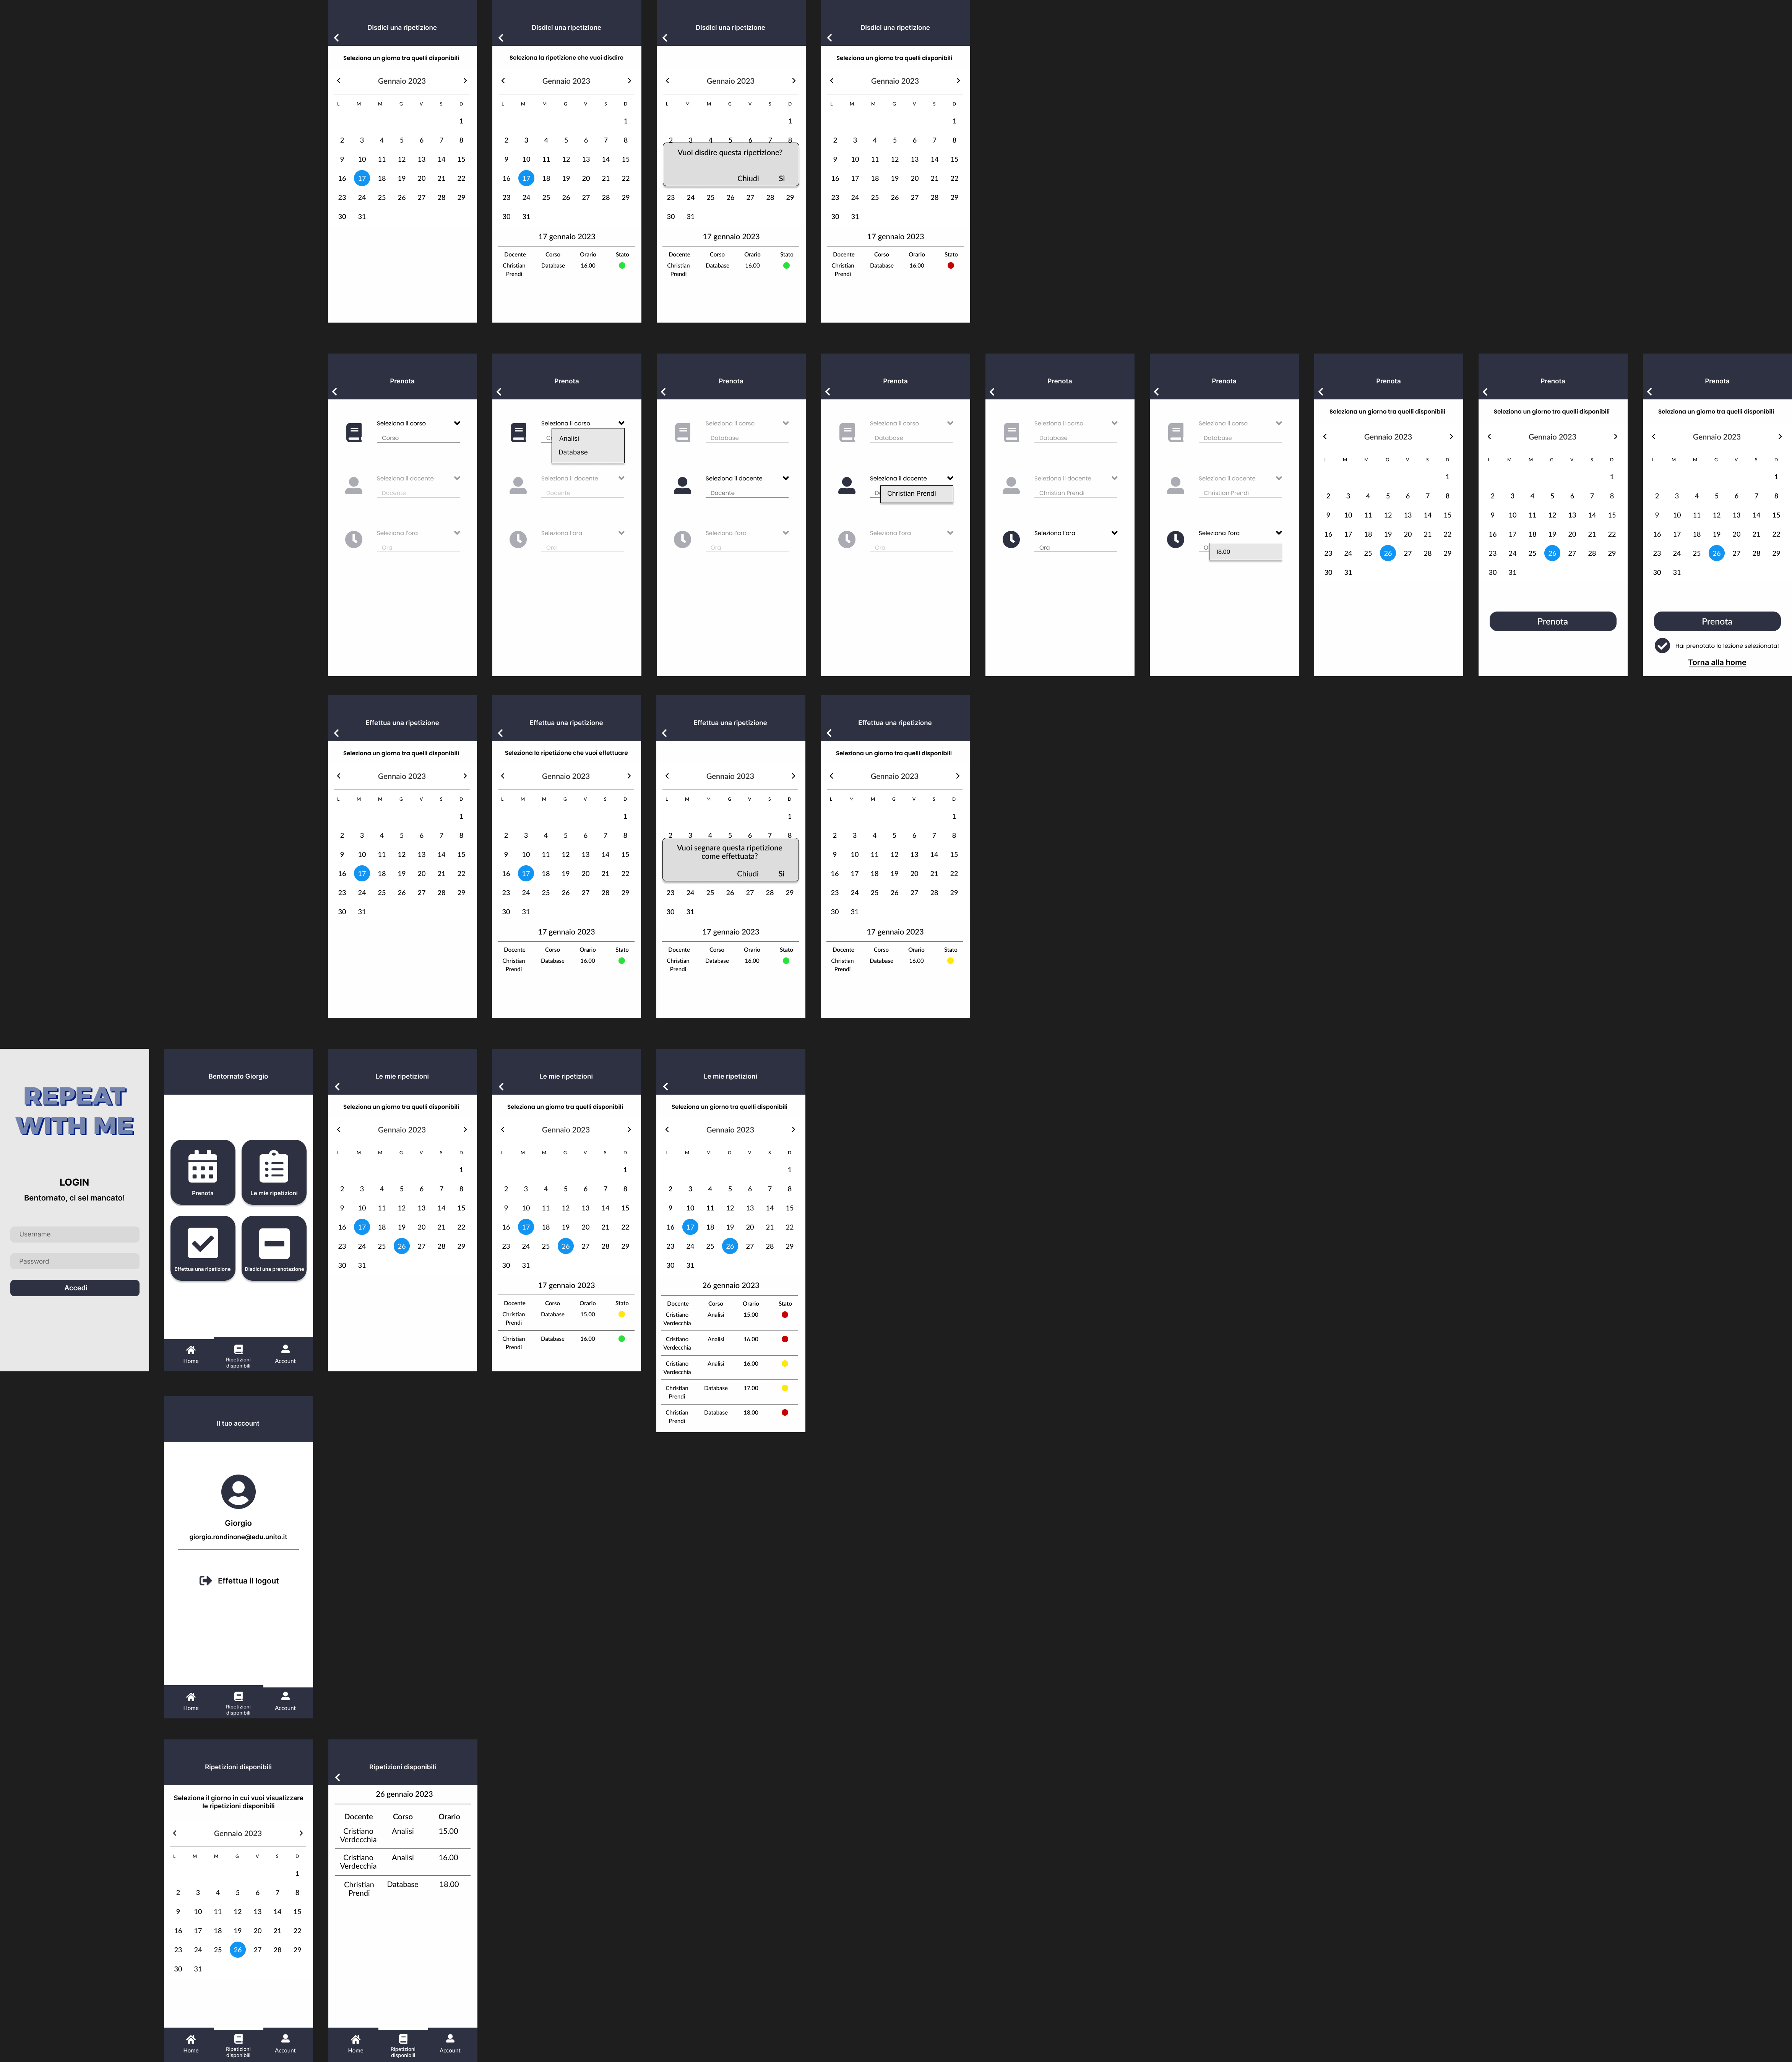 Disdici una ripetizione
Seleziona un giorno tra quelli disponibili
Gennaio 2023
L M M G V S D
1
2 3 4 5 6 7 8
9 10 11 12 13 14 15
16 17 18 19 20 21 22
23 24 25 26 27 28 29
30 31
Disdici una ripetizione
Seleziona la ripetizione che vuoi disdire
Gennaio 2023
L M M G V S D
1
2 3 4 5 6 7 8
9 10 11 12 13 14 15
16 17 18 19 20 21 22
23 24 25 26 27 28 29
30 31
17 gennaio 2023
Docente Corso Orario Stato
Christian Database 16.00
Prendi
Disdici una ripetizione
Gennaio 2023
L M M G V S D
1
2 3 4 5 6 7 8
Vuoi disdire questa ripetizione?
Chiudi Sì
23 24 25 26 27 28 29
30 31
17 gennaio 2023
Docente Corso Orario Stato
Christian Database 16.00
Prendi
Disdici una ripetizione
Seleziona un giorno tra quelli disponibili
Gennaio 2023
L M M G V S D
1
2 3 4 5 6 7 8
9 10 11 12 13 14 15
16 17 18 19 20 21 22
23 24 25 26 27 28 29
30 31
17 gennaio 2023
Docente Corso Orario Stato
Christian Database 16.00
Prendi
Prenota
Seleziona il corso
Corso
Seleziona il docente
Docente
Seleziona l'ora
Ora
Prenota
Seleziona il corso
Analisi
Database
Seleziona il docente
Docente
Seleziona l'ora
Ora
Prenota
Seleziona il corso
Database
Seleziona il docente
Docente
Seleziona l'ora
Ora
Prenota
Seleziona il corso
Database
Seleziona il docente
Christian Prendi
Seleziona l'ora
Ora
Prenota
Seleziona il corso
Database
Seleziona il docente
Christian Prendi
Seleziona l'ora
Ora
Prenota
Seleziona il corso
Database
Seleziona il docente
Christian Prendi
Seleziona l'ora
18.00
Prenota
Seleziona un giorno tra quelli disponibili
Gennaio 2023
L M M G V S D
1
2 3 4 5 6 7 8
9 10 11 12 13 14 15
16 17 18 19 20 21 22
23 24 25 26 27 28 29
30 31
Prenota
Seleziona un giorno tra quelli disponibili
Gennaio 2023
L M M G V S D
1
2 3 4 5 6 7 8
9 10 11 12 13 14 15
16 17 18 19 20 21 22
23 24 25 26 27 28 29
30 31
Prenota
Prenota
Seleziona un giorno tra quelli disponibili
Gennaio 2023
L M M G V S D
1
2 3 4 5 6 7 8
9 10 11 12 13 14 15
16 17 18 19 20 21 22
23 24 25 26 27 28 29
30 31
Prenota
Hai prenotato la lezione selezionata!
Torna alla home
Effettua una ripetizione
Seleziona un giorno tra quelli disponibili
Gennaio 2023
L M M G V S D
1
2 3 4 5 6 7 8
9 10 11 12 13 14 15
16 17 18 19 20 21 22
23 24 25 26 27 28 29
30 31
Effettua una ripetizione
Seleziona la ripetizione che vuoi effettuare
Gennaio 2023
L M M G V S D
1
2 3 4 5 6 7 8
9 10 11 12 13 14 15
16 17 18 19 20 21 22
23 24 25 26 27 28 29
30 31
17 gennaio 2023
Docente Corso Orario Stato
Christian Database 16.00
Prendi
Effettua una ripetizione
Gennaio 2023
L M M G V S D
1
2 3 4 5 6 7 8
Vuoi segnare questa ripetizione
come effettuata?
Chiudi Sì
23 24 25 26 27 28 29
30 31
17 gennaio 2023
Docente Corso Orario Stato
Christian Database 16.00
Prendi
Effettua una ripetizione
Seleziona un giorno tra quelli disponibili
Gennaio 2023
L M M G V S D
1
2 3 4 5 6 7 8
9 10 11 12 13 14 15
16 17 18 19 20 21 22
23 24 25 26 27 28 29
30 31
17 gennaio 2023
Docente Corso Orario Stato
Christian Database 16.00
Prendi
REPEAT
WITH ME
LOGIN
Bentornato, ci sei mancato!
Username
Password
Accedi
Bentornato Giorgio
Prenota
Le mie ripetizioni
Effettua una ripetizione
Disdici una prenotazione
Home
Ripetizioni
disponibili
Account
Le mie ripetizioni
Seleziona un giorno tra quelli disponibili
Gennaio 2023
L M M G V S D
1
2 3 4 5 6 7 8
9 10 11 12 13 14 15
16 17 18 19 20 21 22
23 24 25 26 27 28 29
30 31
Le mie ripetizioni
Seleziona un giorno tra quelli disponibili
Gennaio 2023
L M M G V S D
1
2 3 4 5 6 7 8
9 10 11 12 13 14 15
16 17 18 19 20 21 22
23 24 25 26 27 28 29
30 31
17 gennaio 2023
Docente Corso Orario Stato
Christian Database 15.00
Prendi
Christian Database 16.00
Prendi
Le mie ripetizioni
Seleziona un giorno tra quelli disponibili
Gennaio 2023
L M M G V S D
1
2 3 4 5 6 7 8
9 10 11 12 13 14 15
16 17 18 19 20 21 22
23 24 25 26 27 28 29
30 31
26 gennaio 2023
Docente Corso Orario Stato
Cristiano Analisi 15.00
Verdecchia
Cristiano Analisi 16.00
Verdecchia
Cristiano Analisi 16.00
Verdecchia
Christian Database 17.00
Prendi
Christian Database 18.00
Prendi
Il tuo account
Giorgio
giorgio.rondinone@edu.unito.it
Effettua il logout
Home
Ripetizioni
disponibili
Account
Ripetizioni disponibili
Seleziona il giorno in cui vuoi visualizzare
le ripetizioni disponibili
Gennaio 2023
L M M G V S D
1
2 3 4 5 6 7 8
9 10 11 12 13 14 15
16 17 18 19 20 21 22
23 24 25 26 27 28 29
30 31
Home
Ripetizioni
disponibili
Account
Ripetizioni disponibili
26 gennaio 2023
Docente Corso Orario
Cristiano Analisi 15.00
Verdecchia
Cristiano Analisi 16.00
Verdecchia
Christian Database 18.00
Prendi
Home
Ripetizioni
disponibili
Account